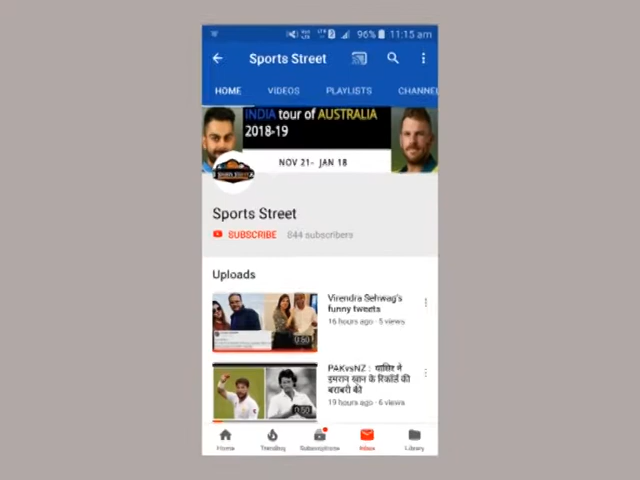 96% 11:15 am
Sports Street
HOME VIDEOS PLAYLISTS CHANNEL
INDIA tour of AUSTRALIA
2018-19
NOV 21- JAN 18
Sports Street
SUBSCRIBE 844 subscribers
Uploads
Virendra Sehwag's
funny tweets
16 hours ago · 5 views
0:60
PAKvsNZ : यासिर ने
इमरान खान के रिकॉर्ड की
बराबरी की
19 hours ago · 6 views
0:50
Home Trending Subscriptions Inbox Library